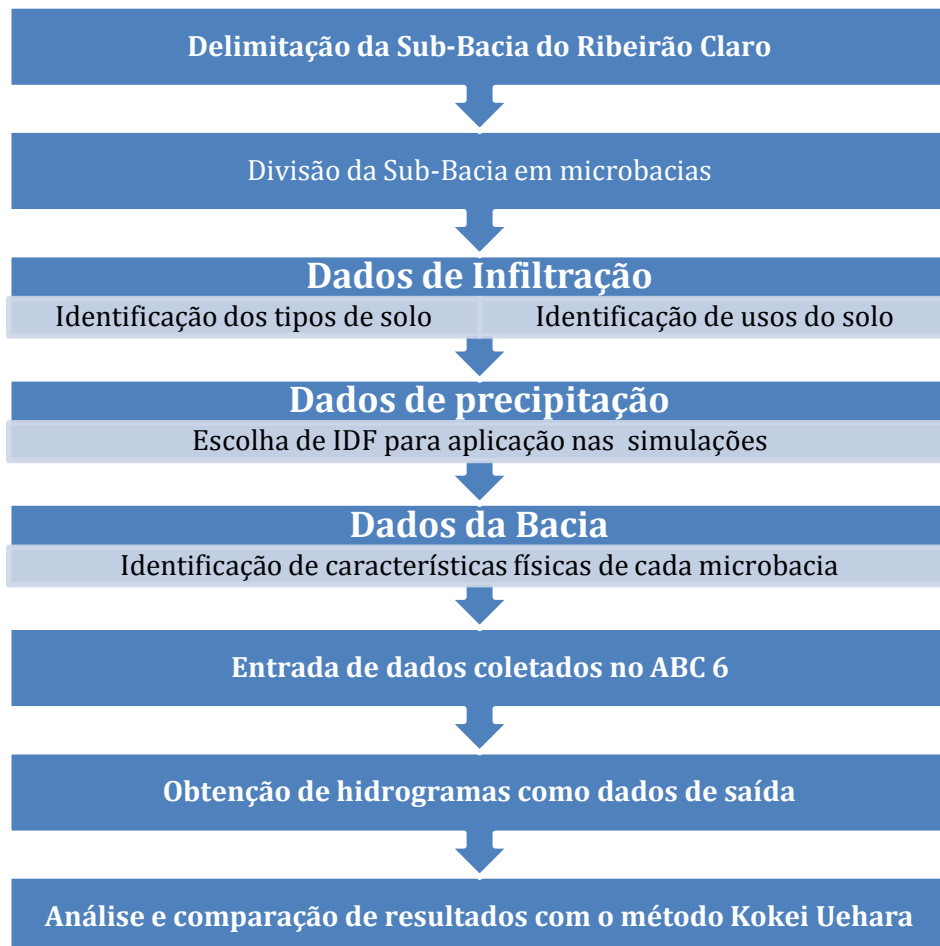 Delimitação da Sub-Bacia do Ribeirão Claro
Divisão da Sub-Bacia em microbacias
Dados de Infiltração
Identificação dos tipos de solo
Identificação de usos do solo
Dados de precipitação
Escolha de IDF para aplicação nas simulações
Dados da Bacia
Identificação de características físicas de cada microbacia
Entrada de dados coletados no ABC 6
Obtenção de hidrogramas como dados de saída
Análise e comparação de resultados com o método Kokei Uehara